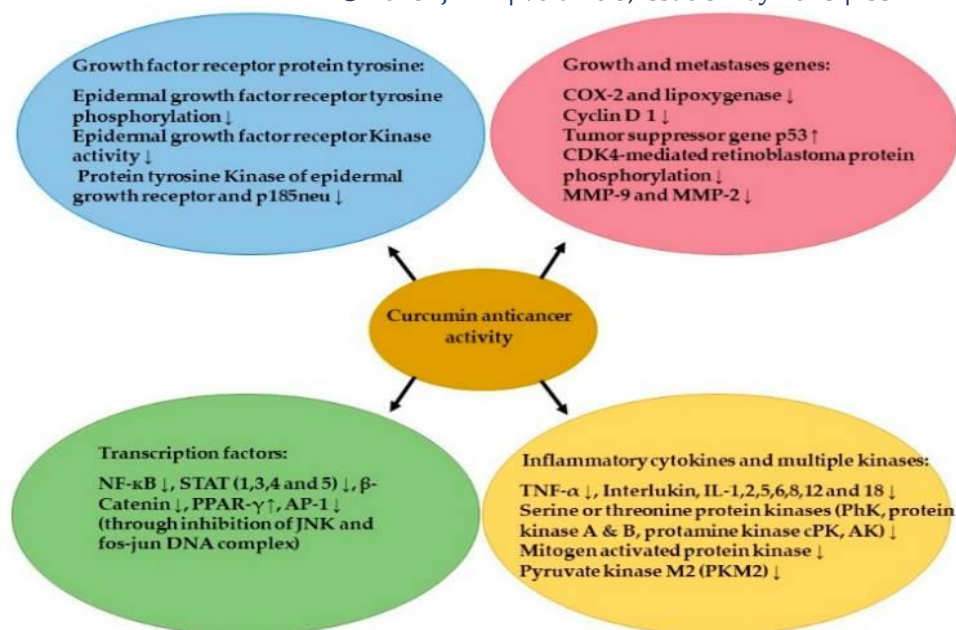 Growth factor receptor protein tyrosine:
Epidermal growth factor receptor tyrosine
phosphorylation ↓
Epidermal growth factor receptor Kinase
activity ↓
Protein tyrosine Kinase of epidermal
growth receptor and p185neu ↓
Growth and metastases genes:
COX-2 and lipoxygenase ↓
Cyclin D 1 ↓
Tumor suppressor gene p53 ↑
CDK4-mediated retinoblastoma protein
phosphorylation ↓
MMP-9 and MMP-2 ↓
Curcumin anticancer
activity
Transcription factors:
NF-κB ↓, STAT (1,3,4 and 5) ↓, β-
Catenin ↓, PPAR-γ↑, AP-1 ↓
(through inhibition of JNK and
fos-jun DNA complex)
Inflammatory cytokines and multiple kinases:
TNF-α ↓, Interlukin, IL-1,2,5,6,8,12 and 18 ↓
Serine or threonine protein kinases (PhK, protein
kinase A & B, protamine kinase cPK, AK) ↓
Mitogen activated protein kinase ↓
Pyruvate kinase M2 (PKM2) ↓